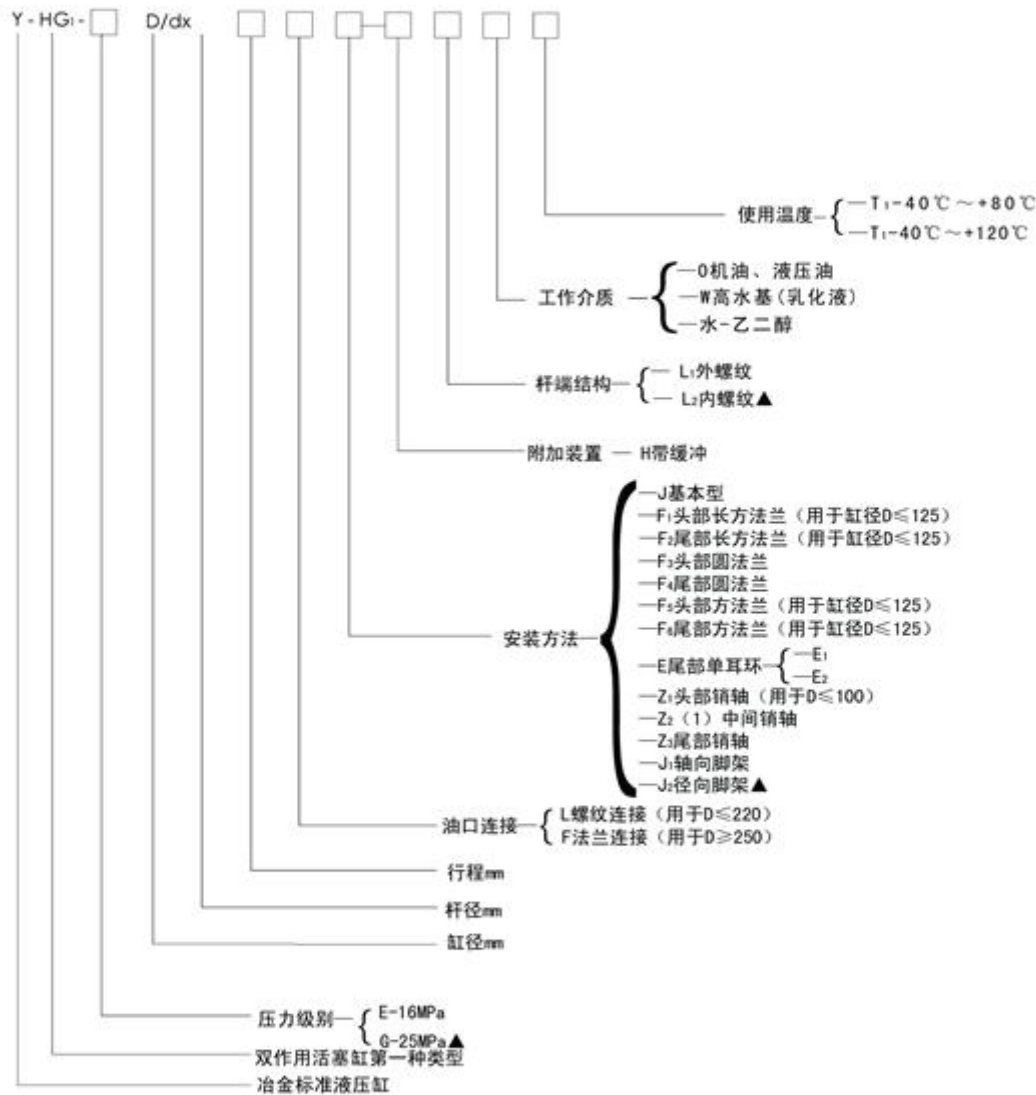 Y-HG₁-□ D/dx □ □ □-□ □ □ □
使用温度
T₁-40℃～+80℃
T₁-40℃～+120℃
工作介质
O机油、液压油
W高水基(乳化液)
水-乙二醇
杆端结构
L₁外螺纹
L₂内螺纹▲
附加装置 — H带缓冲
安装方法
J基本型
F₁头部长方法兰（用于缸径D≤125）
F₂尾部长方法兰（用于缸径D≤125）
F₃头部圆法兰
F₄尾部圆法兰
F₅头部方法兰（用于缸径D≤125）
F₆尾部方法兰（用于缸径D≤125）
E尾部单耳环
E₁
E₂
Z₁头部销轴（用于D≤100）
Z₂（1）中间销轴
Z₃尾部销轴
J₁轴向脚架
J₂径向脚架▲
油口连接
L螺纹连接（用于D≤220）
F法兰连接（用于D≥250）
行程mm
杆径mm
缸径mm
压力级别
E-16MPa
G-25MPa▲
双作用活塞缸第一种类型
冶金标准液压缸